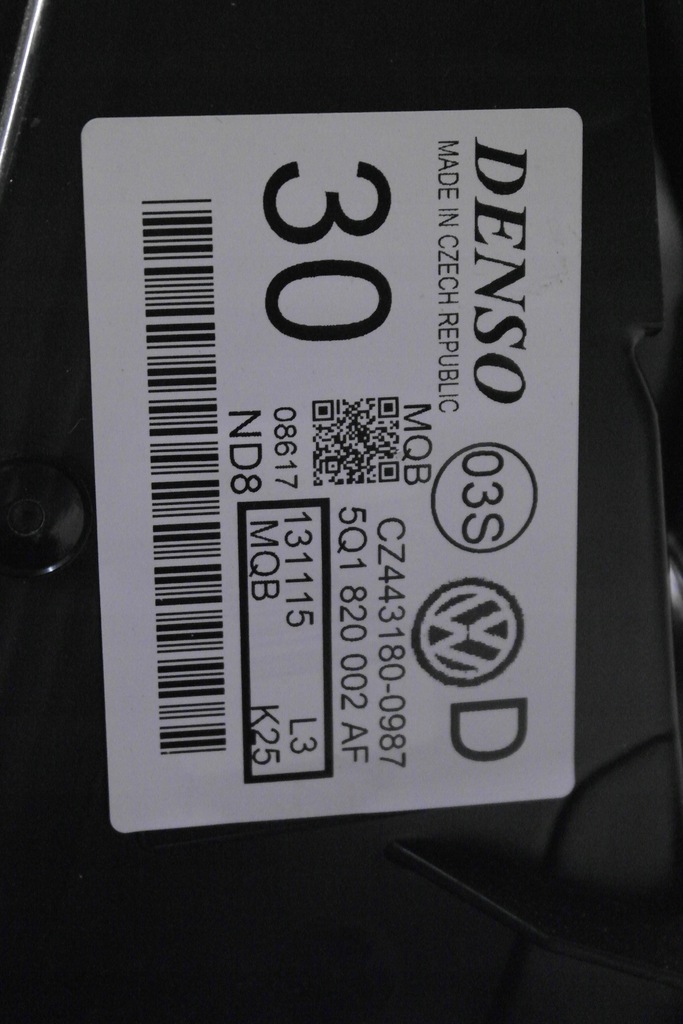 DENSO
MADE IN CZECH REPUBLIC
03S
D
30
MQB
CZ443180-0987
5Q1 820 002 AF
08617
ND8
131115 L3
MQB K25